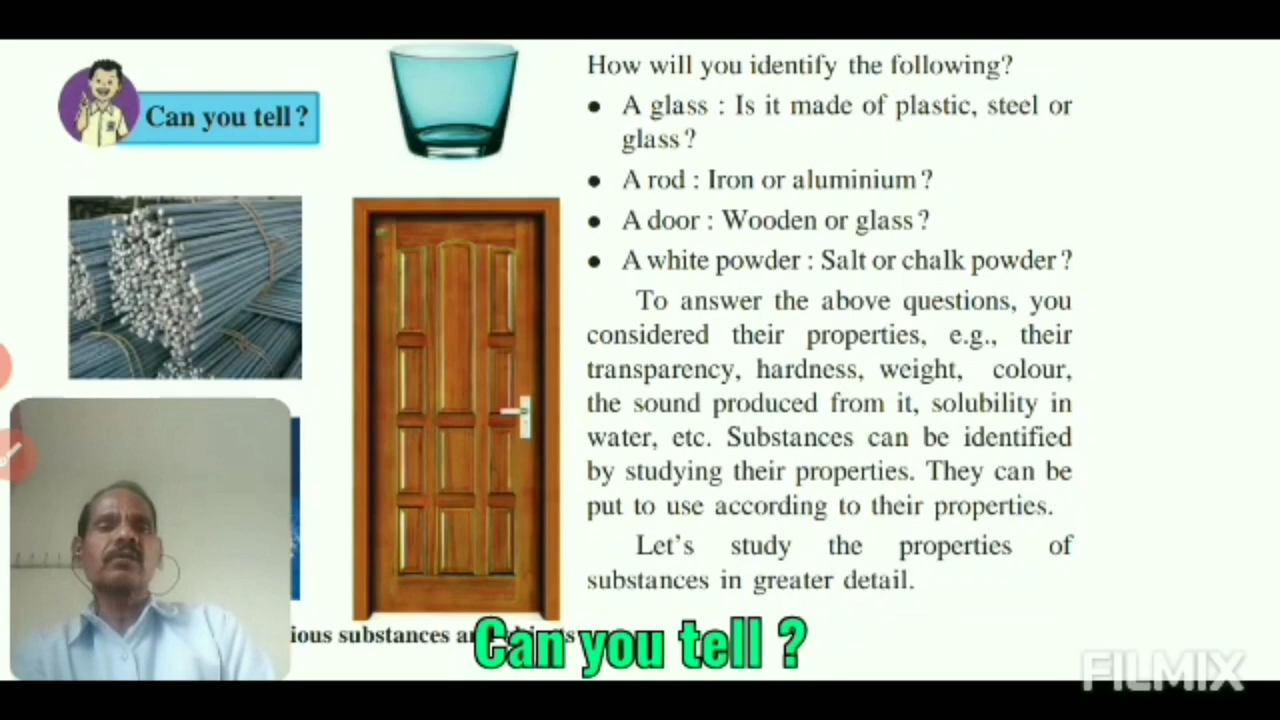 Can you tell ?
How will you identify the following?
• A glass : Is it made of plastic, steel or
glass ?
• A rod : Iron or aluminium ?
• A door : Wooden or glass ?
• A white powder : Salt or chalk powder ?
To answer the above questions, you
considered their properties, e.g., their
transparency, hardness, weight, colour,
the sound produced from it, solubility in
water, etc. Substances can be identified
by studying their properties. They can be
put to use according to their properties.
Let's study the properties of
substances in greater detail.
ious substances
Can you tell ?
FILMIX